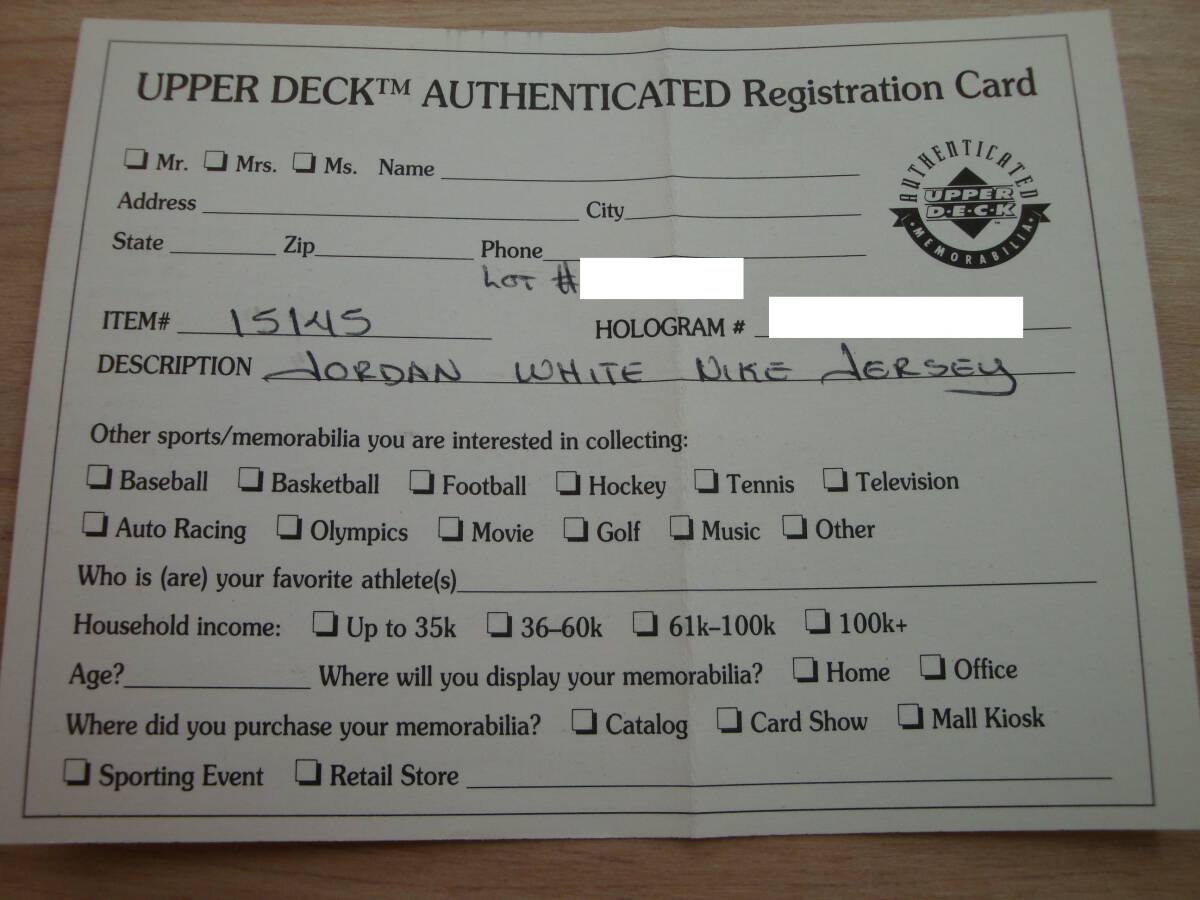 UPPER DECK™ AUTHENTICATED Registration Card
❏ Mr. ❏ Mrs. ❏ Ms. Name
AUTHENTICATED
UPPER
D·E·C·K™
MEMORABILIA
Address City
State Zip Phone
LOT #
ITEM# 15145 HOLOGRAM #
DESCRIPTION JORDAN WHITE NIKE JERSEY
Other sports/memorabilia you are interested in collecting:
❏ Baseball ❏ Basketball ❏ Football ❏ Hockey ❏ Tennis ❏ Television
❏ Auto Racing ❏ Olympics ❏ Movie ❏ Golf ❏ Music ❏ Other
Who is (are) your favorite athlete(s)
Household income: ❏ Up to 35k ❏ 36–60k ❏ 61k–100k ❏ 100k+
Age? Where will you display your memorabilia? ❏ Home ❏ Office
Where did you purchase your memorabilia? ❏ Catalog ❏ Card Show ❏ Mall Kiosk
❏ Sporting Event ❏ Retail Store